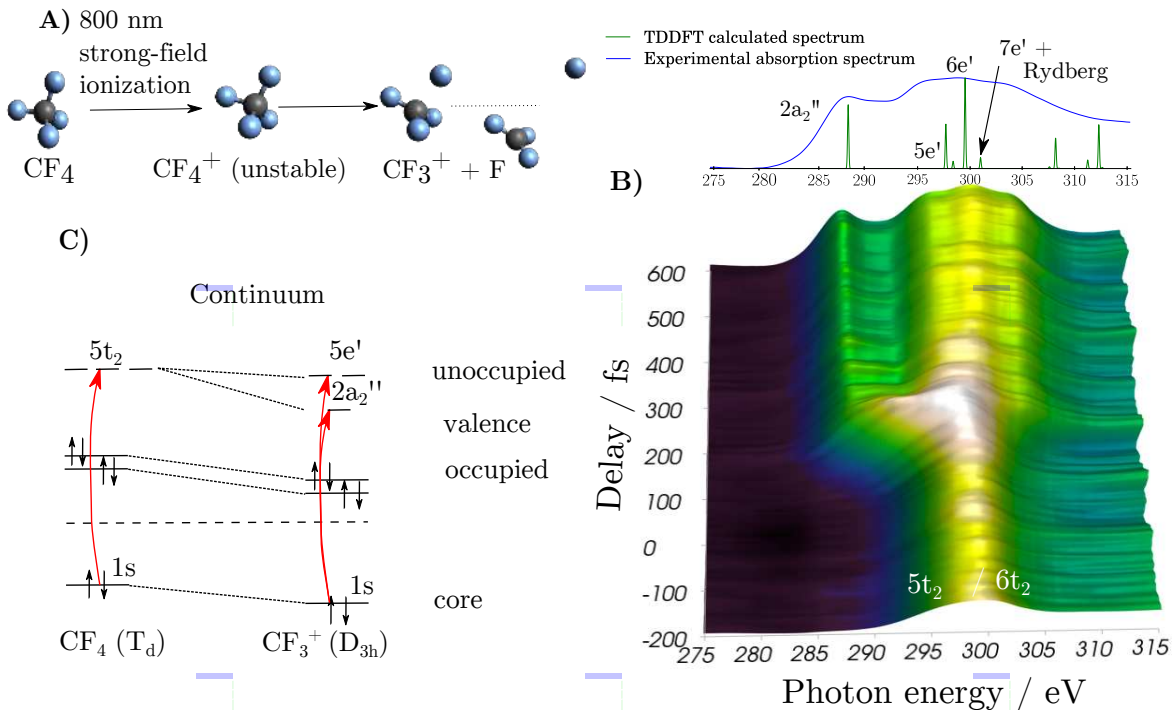 A) 800 nm
strong-field
ionization
CF4
CF4+ (unstable)
CF3+ + F
TDDFT calculated spectrum
Experimental absorption spectrum
7e' +
Rydberg
6e'
2a2''
5e'
275 280 285 290 295 300 305 310 315
B)
600
500
400
300
200
100
0
-100
-200
Delay / fs
5t2 / 6t2
275 280 285 290 295 300 305 310 315
Photon energy / eV
C)
Continuum
5t2
5e'
unoccupied
2a2''
valence
occupied
1s
1s
core
CF4 (Td)
CF3+ (D3h)